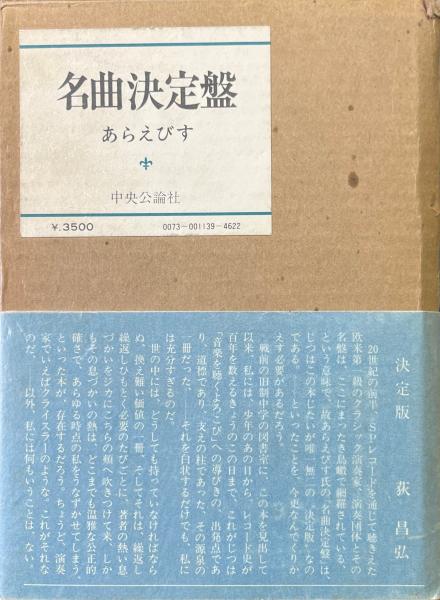 名曲決定盤
あらえびす
中央公論社
¥.3500
0073-001139-4622
決定版
荻昌弘
20世紀の前半、SPレコードを通じて聴きえた
欧米第一級のクラシック演奏家・演奏団体とその
名盤は、ここにまったき鳥瞰で網羅されている、
という意味で、故あらえびす氏の「名曲決定盤」は、
じつはこの本じたいが唯一無二の〝決定版〟なの
である。――といったことを、今更なんでくりか
えす必要があるだろう。
戦前の旧制中学の図書室に、この本を見出して
以来、私には、少年のあの日から、レコード史が
百年を数えるきょうのこの日まで、これがじつは
「音楽を聴くよろこび」への導びきの、出発点であ
り、道標であり、支えの柱であった。その源泉の
一冊だった。――それを白状するだけでも、私に
は充分すぎるのだ。
世の中には、どうしても持っていなければなら
ぬ、換え難い価値の一冊、そしてそれは、繰返し
繰返しひもとく必要のたびごとに、著者の熱い息
づかいをジカにこちらの頬へ吹きつけて来、しか
もその息づかいの熱は、どこまでも温雅な公正的
確さで、あらゆる時点の私をうなずかせてしまう、
といった本が、存在するだろう。ちょうど、演奏
家でいえばクライスラーのような。これがそれな
のだ。――以外、私には何もいうことは、ない。